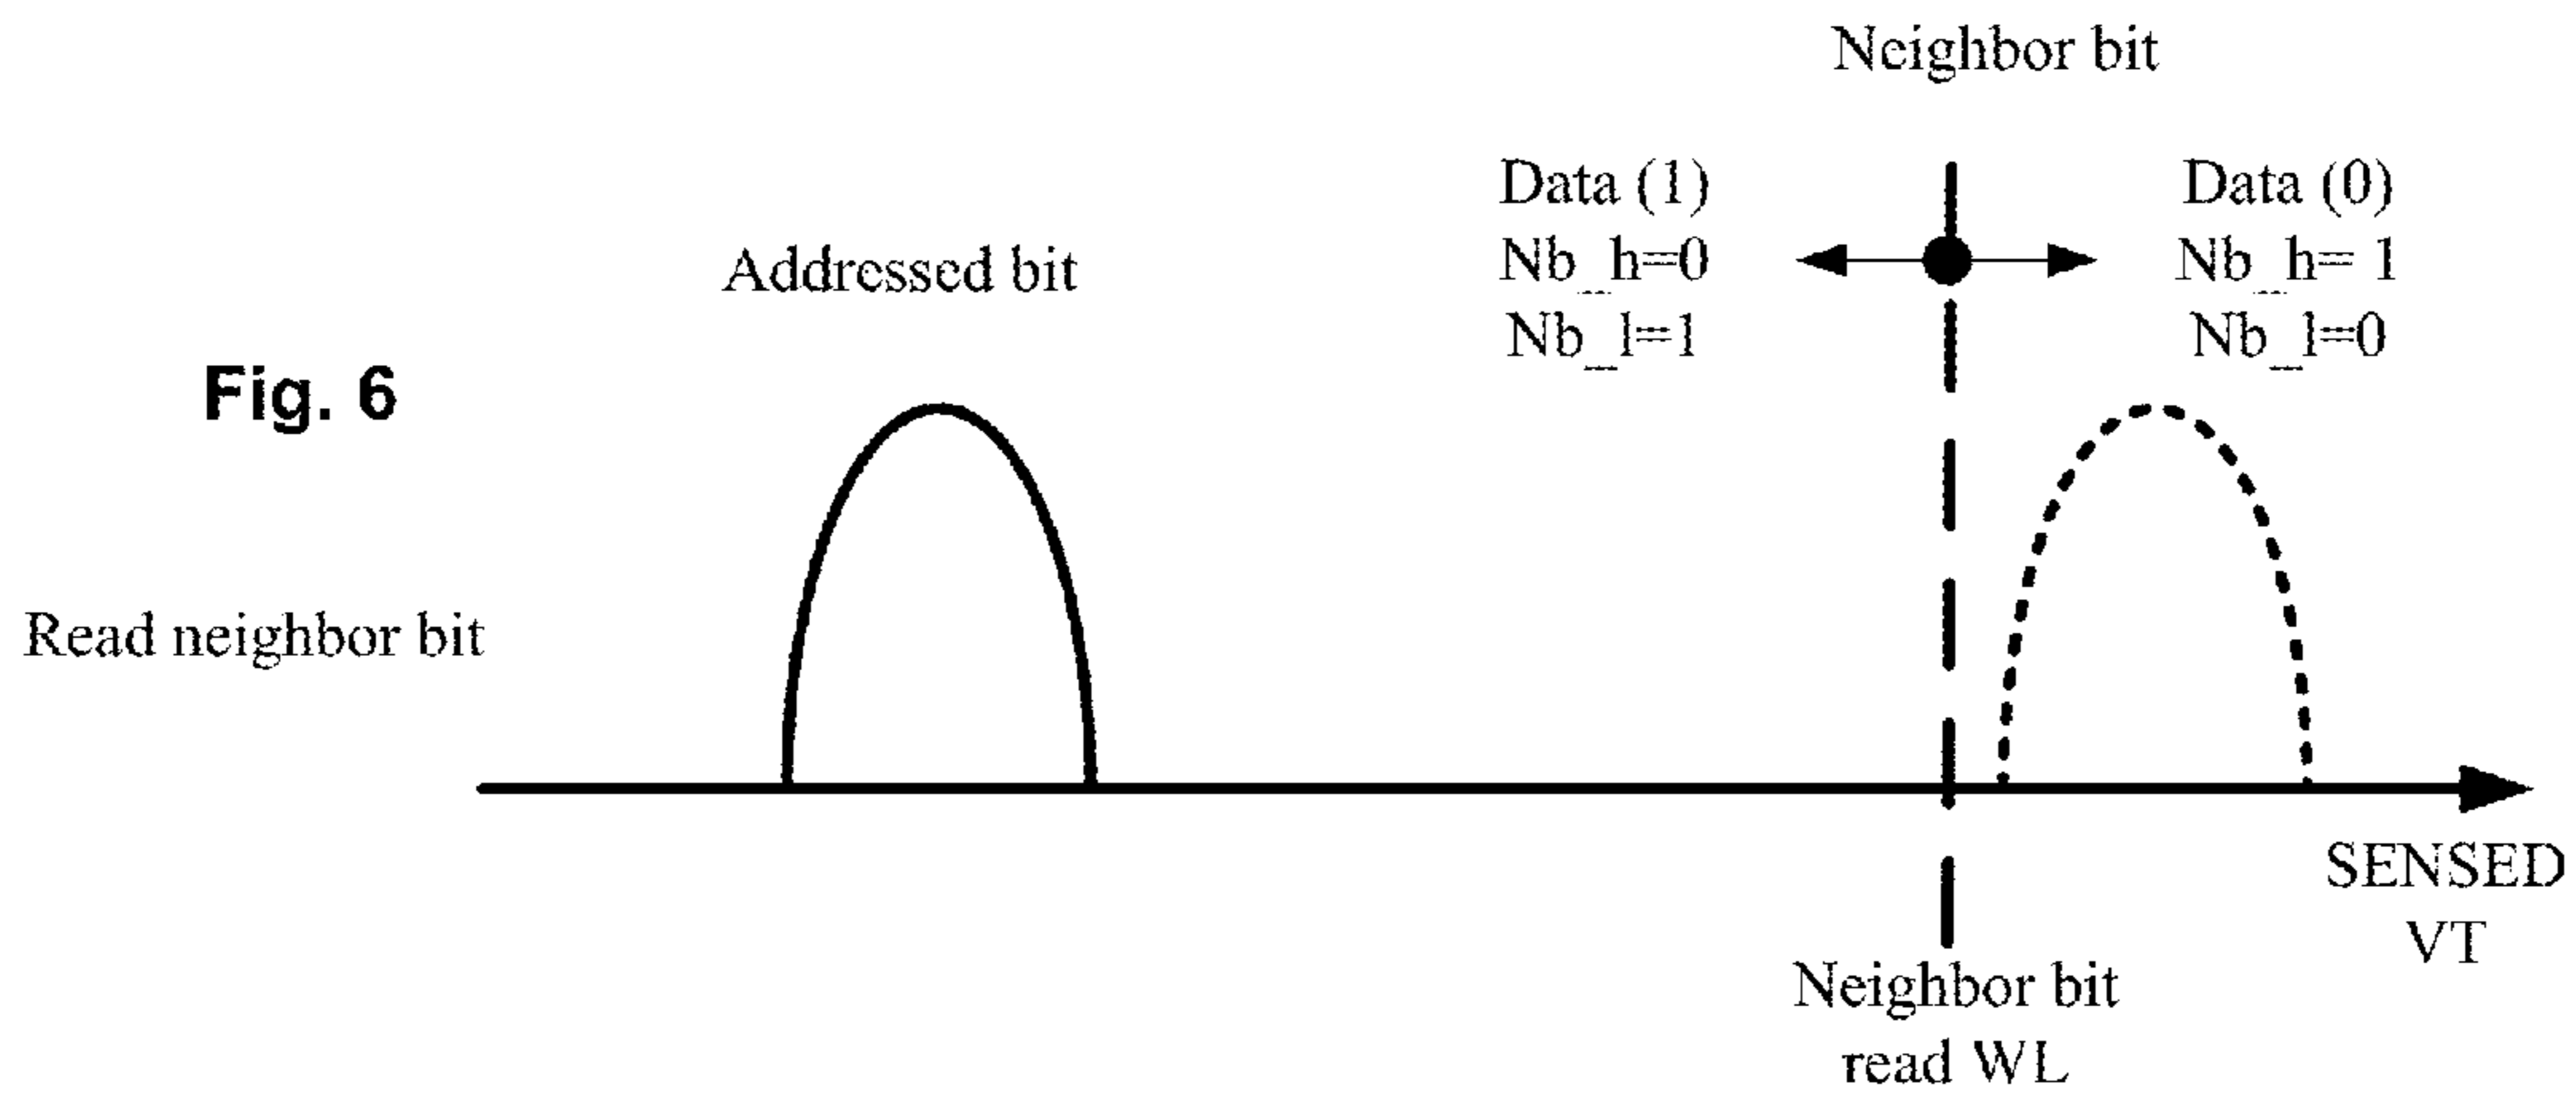 Neighbor bit
Data (1)
Nb_h=0
Nb_l=1
Data (0)
Nb_h= 1
Nb_l=0
Addressed bit
Fig. 6
Read neighbor bit
SENSED
VT
Neighbor bit
read WL